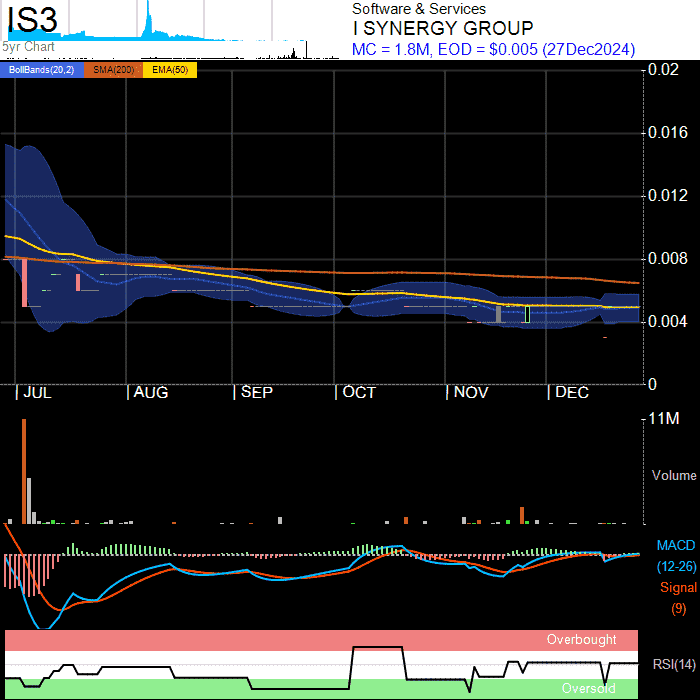 IS3
Software & Services
I SYNERGY GROUP
MC = 1.8M, EOD = $0.005 (27Dec2024)
5yr Chart
BollBands(20,2) SMA(200) EMA(50)
0.02
0.016
0.012
0.008
0.004
0
JUL AUG SEP OCT NOV DEC
11M
Volume
MACD
(12-26)
Signal
(9)
Overbought
RSI(14)
Oversold